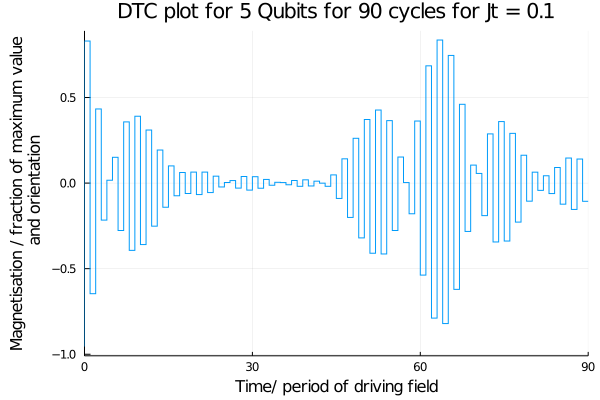 DTC plot for 5 Qubits for 90 cycles for Jt = 0.1
Magnetisation / fraction of maximum value
and orientation
0.5
0.0
−0.5
−1.0
0 30 60 90
Time/ period of driving field